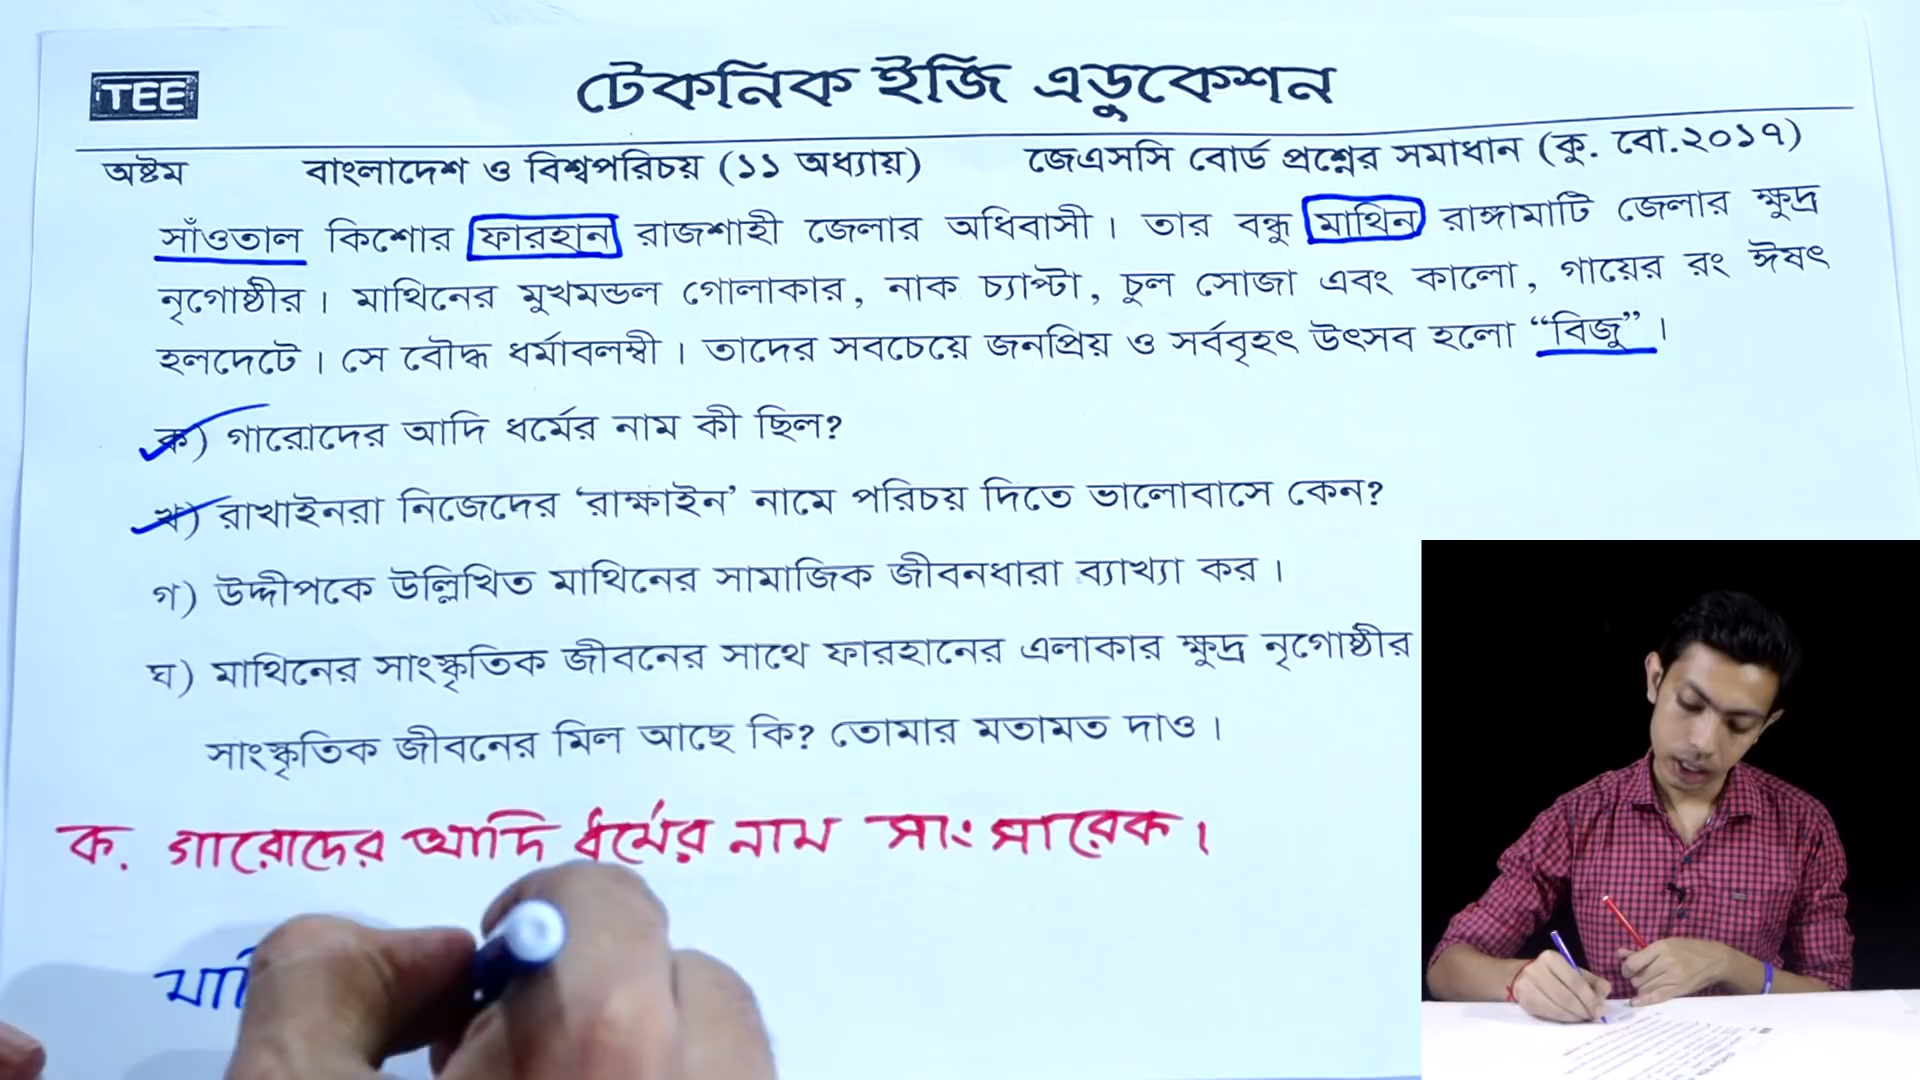 TEE
টেকনিক ইজি এডুকেশন
অষ্টম বাংলাদেশ ও বিশ্বপরিচয় (১১ অধ্যায়) জেএসসি বোর্ড প্রশ্নের সমাধান (কু. বো.২০১৭)
সাঁওতাল কিশোর ফারহান রাজশাহী জেলার অধিবাসী। তার বন্ধু মাথিন রাঙ্গামাটি জেলার ক্ষুদ্র
নৃগোষ্ঠীর। মাথিনের মুখমন্ডল গোলাকার, নাক চ্যাপ্টা, চুল সোজা এবং কালো, গায়ের রং ঈষৎ
হলদেটে। সে বৌদ্ধ ধর্মাবলম্বী। তাদের সবচেয়ে জনপ্রিয় ও সর্ববৃহৎ উৎসব হলো “বিজু”।
ক) গারোদের আদি ধর্মের নাম কী ছিল?
খ) রাখাইনরা নিজেদের ‘রাক্ষাইন’ নামে পরিচয় দিতে ভালোবাসে কেন?
গ) উদ্দীপকে উল্লিখিত মাথিনের সামাজিক জীবনধারা ব্যাখ্যা কর।
ঘ) মাথিনের সাংস্কৃতিক জীবনের সাথে ফারহানের এলাকার ক্ষুদ্র নৃগোষ্ঠীর
সাংস্কৃতিক জীবনের মিল আছে কি? তোমার মতামত দাও।
ক. গারোদের আদি ধর্মের নাম সাংসারেক।